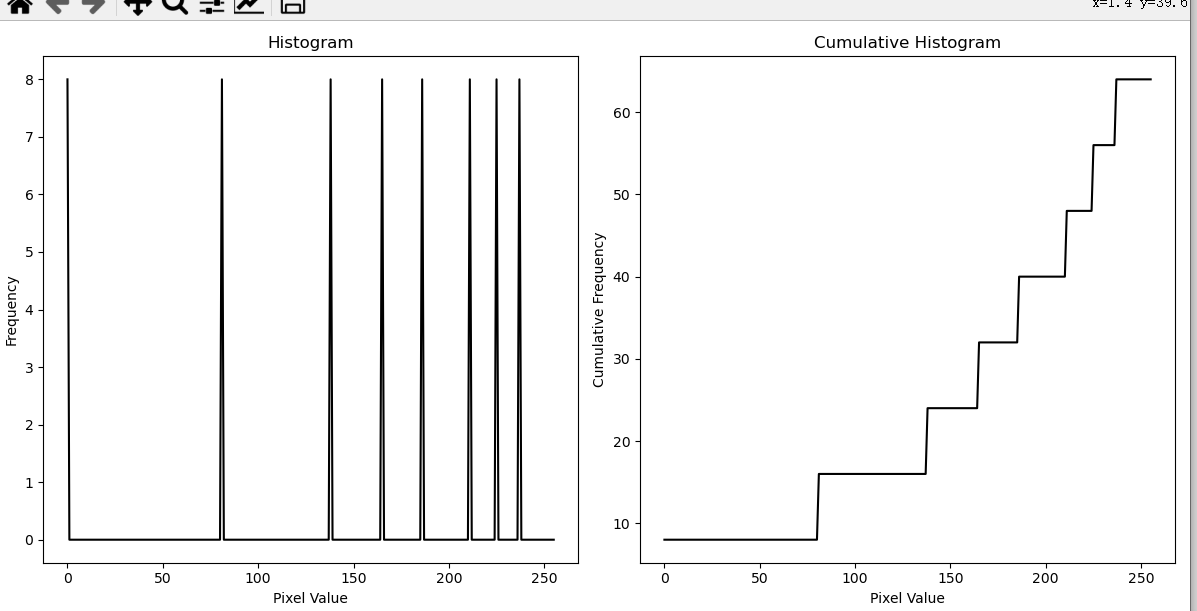 x=1.4 y=39.6
Histogram
Frequency
8
7
6
5
4
3
2
1
0
0 50 100 150 200 250
Pixel Value
Cumulative Histogram
Cumulative Frequency
60
50
40
30
20
10
0 50 100 150 200 250
Pixel Value